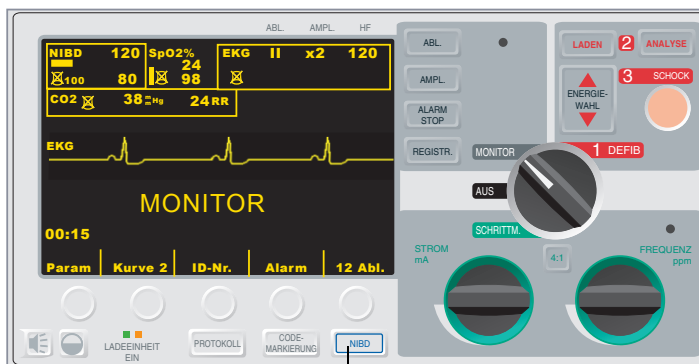 ABL. AMPL. HF
NIBD 120 SpO2% EKG II x2 120
24
100 80 98
CO2 38 mmHg 24 RR
EKG
MONITOR
00:15
Param Kurve 2 ID-Nr. Alarm 12 Abl.
LADEEINHEIT
EIN
PROTOKOLL
CODE-
MARKIERUNG
NIBD
ABL.
AMPL.
ALARM
STOP
REGISTR.
LADEN 2 ANALYSE
ENERGIE-
WAHL
3 SCHOCK
MONITOR
1 DEFIB
AUS
SCHRITTM.
STROM
mA
4:1
FREQUENZ
ppm